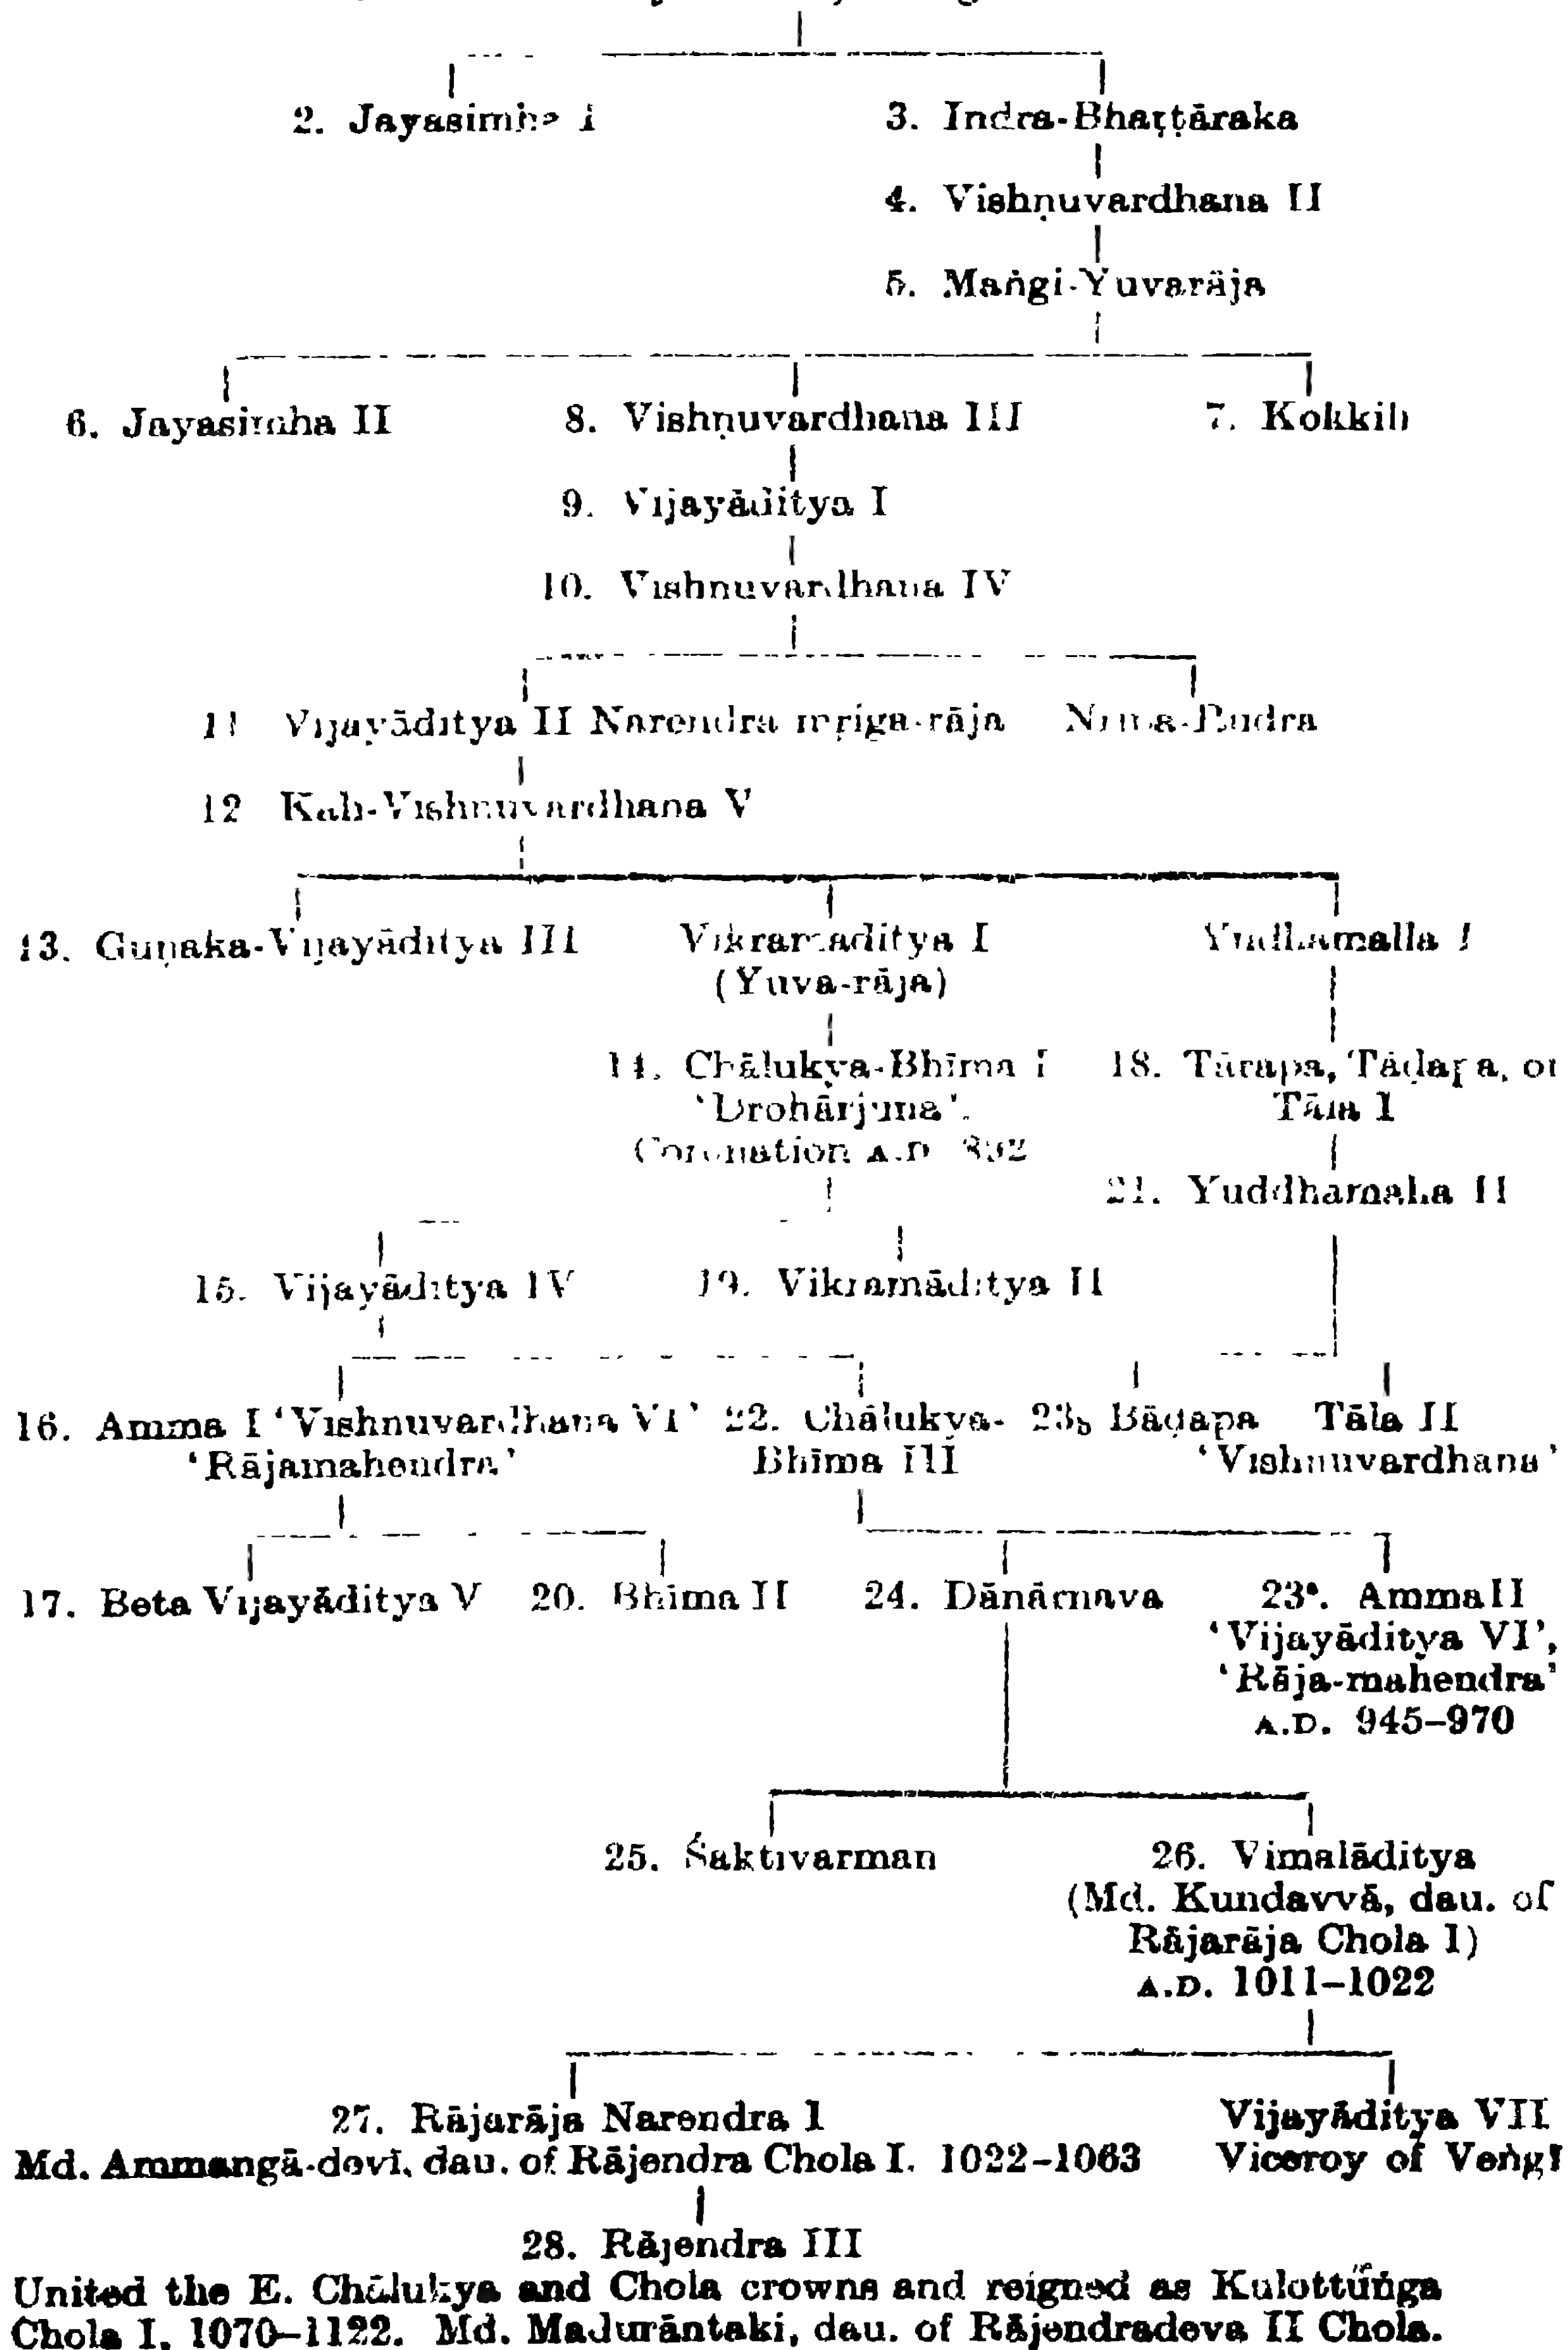 2. Jayasimha I 3. Indra-Bhaṭṭāraka
4. Vishṇuvardhana II
5. Maṅgi-Yuvarāja
6. Jayasimha II 8. Vishṇuvardhana III 7. Kokkili
9. Vijayāditya I
10. Vishnuvardhana IV
11 Vijayāditya II Narendra mṛiga-rāja
12 Kali-Vishnuvardhana V
13. Guṇaka-Vijayāditya III Vikramaditya I Yudhamalla I
(Yuva-rāja)
14. Chālukya-Bhīma I 18. Tārapa, Tāḍapa, or
'Drohārjuna'. Tāla I
Coronation A.D. 892
21. Yuddhamalla II
15. Vijayāditya IV 19. Vikramāditya II
16. Amma I 'Vishnuvardhana VI' 22. Chālukya- 23b Bāḍapa Tāla II
'Rājamahendra' Bhīma III 'Vishnuvardhana'
17. Beta Vijayāditya V 20. Bhīma II 24. Dānārnava 23a. Amma II
'Vijayāditya VI',
'Rāja-mahendra'
A.D. 945–970
25. Śaktivarman 26. Vimalāditya
(Md. Kundavvā, dau. of
Rājarāja Chola I)
A.D. 1011–1022
27. Rājarāja Narendra I Vijayāditya VII
Md. Ammangā-devī, dau. of Rājendra Chola I. 1022–1063 Viceroy of Veṅgī
28. Rājendra III
United the E. Chālukya and Chola crowns and reigned as Kulottuṅga
Chola I. 1070–1122. Md. Madurāntaki, dau. of Rājendradeva II Chola.